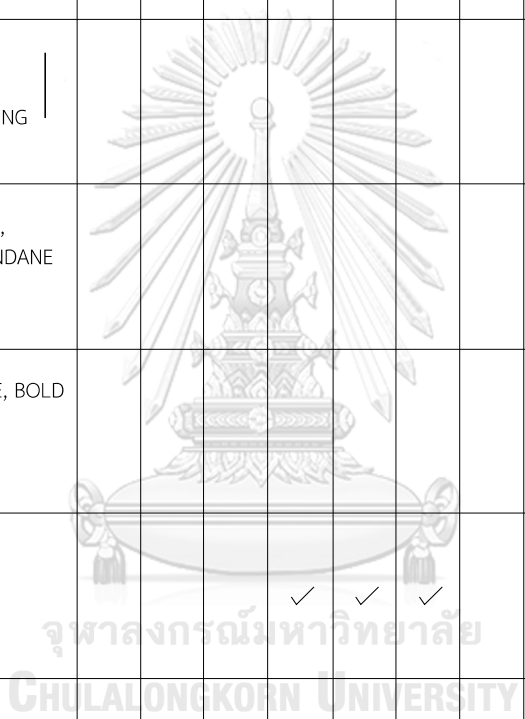 NG
,
NDANE
E, BOLD
✓ ✓ ✓
จุฬาลงกรณ์มหาวิทยาลัย
CHULALONGKORN UNIVERSITY